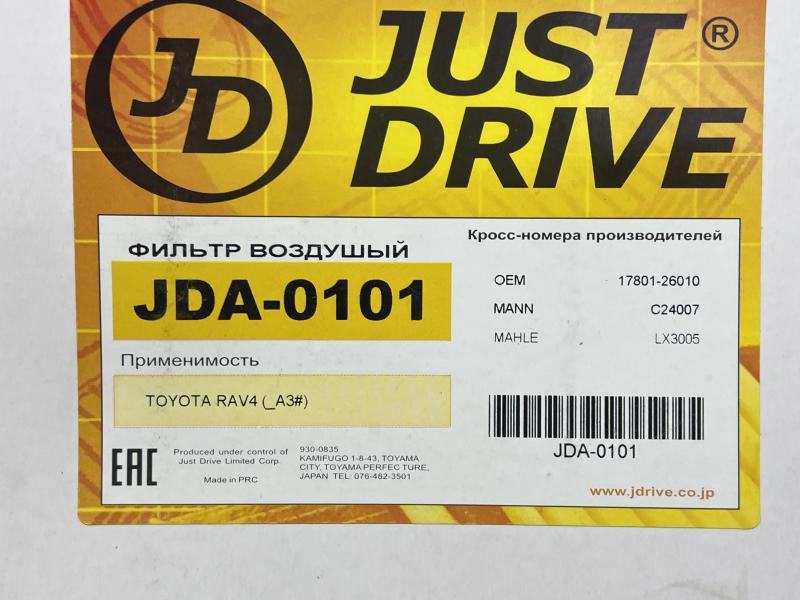 JD
JUST ®
DRIVE
ФИЛЬТР ВОЗДУШЫЙ
JDA-0101
Применимость
TOYOTA RAV4 (_A3#)
Кросс-номера производителей
OEM 17801-26010
MANN C24007
MAHLE LX3005
JDA-0101
EAC
Produced under control of
Just Drive Limited Corp.
Made in PRC
930-0835
KAMIFUGO 1-8-43, TOYAMA
CITY, TOYAMA PERFEC TURE,
JAPAN TEL: 076-482-3501
www.jdrive.co.jp